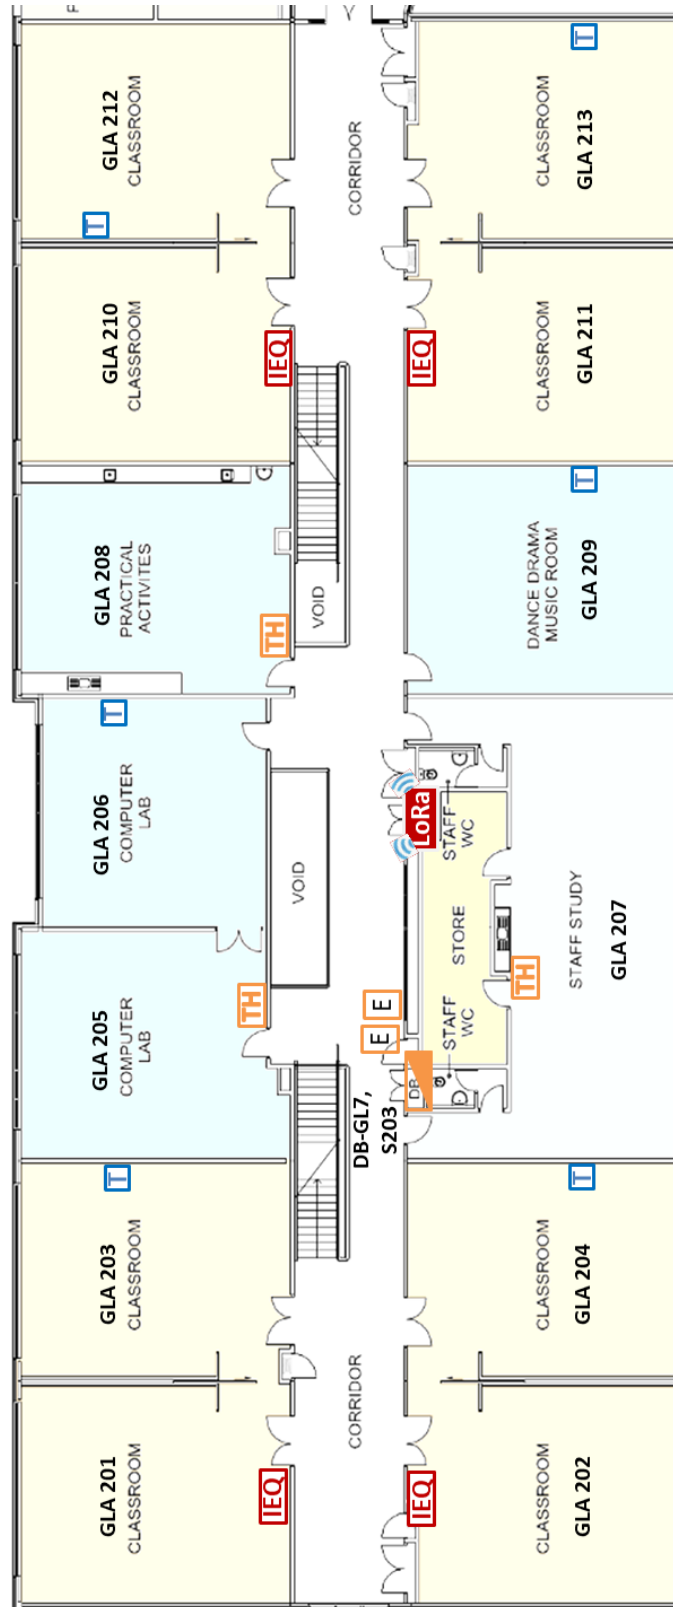 GLA 212
CLASSROOM
T
CORRIDOR
T
CLASSROOM
GLA 213
GLA 210
CLASSROOM
IEQ
IEQ
CLASSROOM
GLA 211
GLA 208
PRACTICAL
ACTIVITES
TH
VOID
T
DANCE DRAMA
MUSIC ROOM
GLA 209
T
GLA 206
COMPUTER
LAB
VOID
LoRa
STAFF
WC
STORE
STAFF
WC
STAFF STUDY
GLA 207
TH
GLA 205
COMPUTER
LAB
TH
E
E
DB
DB-GL7,
S203
T
GLA 203
CLASSROOM
T
CLASSROOM
GLA 204
CORRIDOR
GLA 201
CLASSROOM
IEQ
IEQ
CLASSROOM
GLA 202